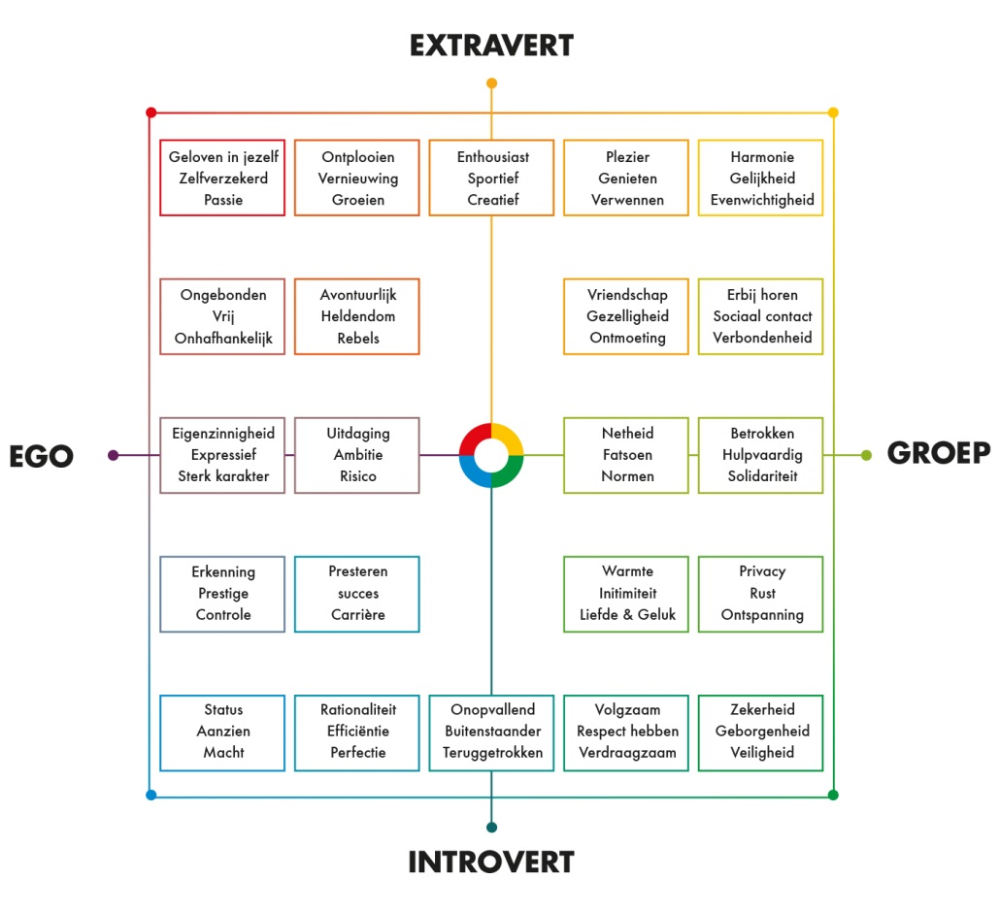 EXTRAVERT
Geloven in jezelf
Zelfverzekerd
Passie
Ontplooien
Vernieuwing
Groeien
Enthousiast
Sportief
Creatief
Plezier
Genieten
Verwennen
Harmonie
Gelijkheid
Evenwichtigheid
Ongebonden
Vrij
Onhafhankelijk
Avontuurlijk
Heldendom
Rebels
Vriendschap
Gezelligheid
Ontmoeting
Erbij horen
Sociaal contact
Verbondenheid
EGO
Eigenzinnigheid
Expressief
Sterk karakter
Uitdaging
Ambitie
Risico
Netheid
Fatsoen
Normen
Betrokken
Hulpvaardig
Solidariteit
GROEP
Erkenning
Prestige
Controle
Presteren
succes
Carrière
Warmte
Initimiteit
Liefde & Geluk
Privacy
Rust
Ontspanning
Status
Aanzien
Macht
Rationaliteit
Efficiëntie
Perfectie
Onopvallend
Buitenstaander
Teruggetrokken
Volgzaam
Respect hebben
Verdraagzaam
Zekerheid
Geborgenheid
Veiligheid
INTROVERT